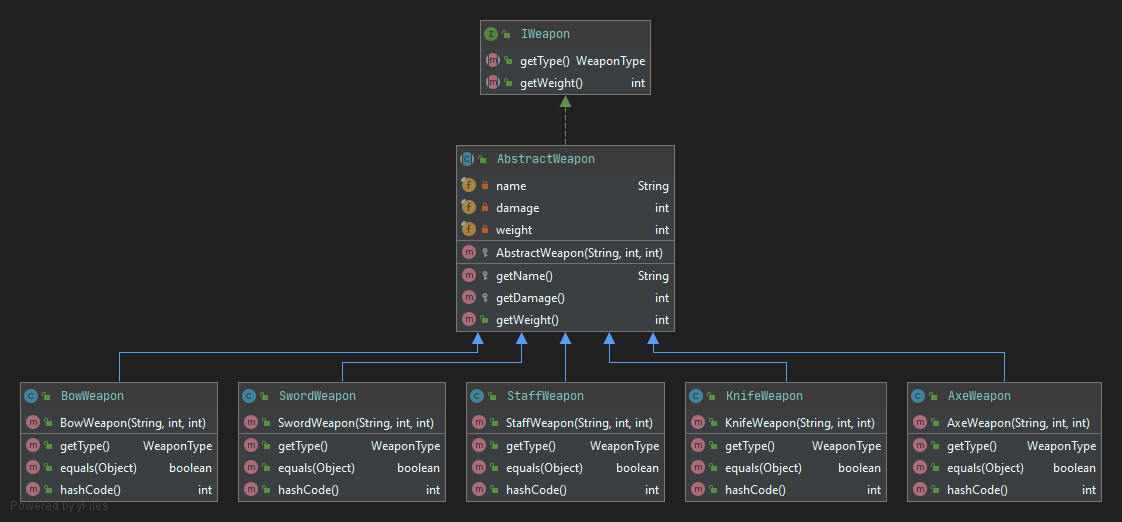 IWeapon
getType() WeaponType
getWeight() int
AbstractWeapon
name String
damage int
weight int
AbstractWeapon(String, int, int)
getName() String
getDamage() int
getWeight() int
BowWeapon
BowWeapon(String, int, int)
getType() WeaponType
equals(Object) boolean
hashCode() int
SwordWeapon
SwordWeapon(String, int, int)
getType() WeaponType
equals(Object) boolean
hashCode() int
StaffWeapon
StaffWeapon(String, int, int)
getType() WeaponType
equals(Object) boolean
hashCode() int
KnifeWeapon
KnifeWeapon(String, int, int)
getType() WeaponType
equals(Object) boolean
hashCode() int
AxeWeapon
AxeWeapon(String, int, int)
getType() WeaponType
equals(Object) boolean
hashCode() int
Powered by yFiles